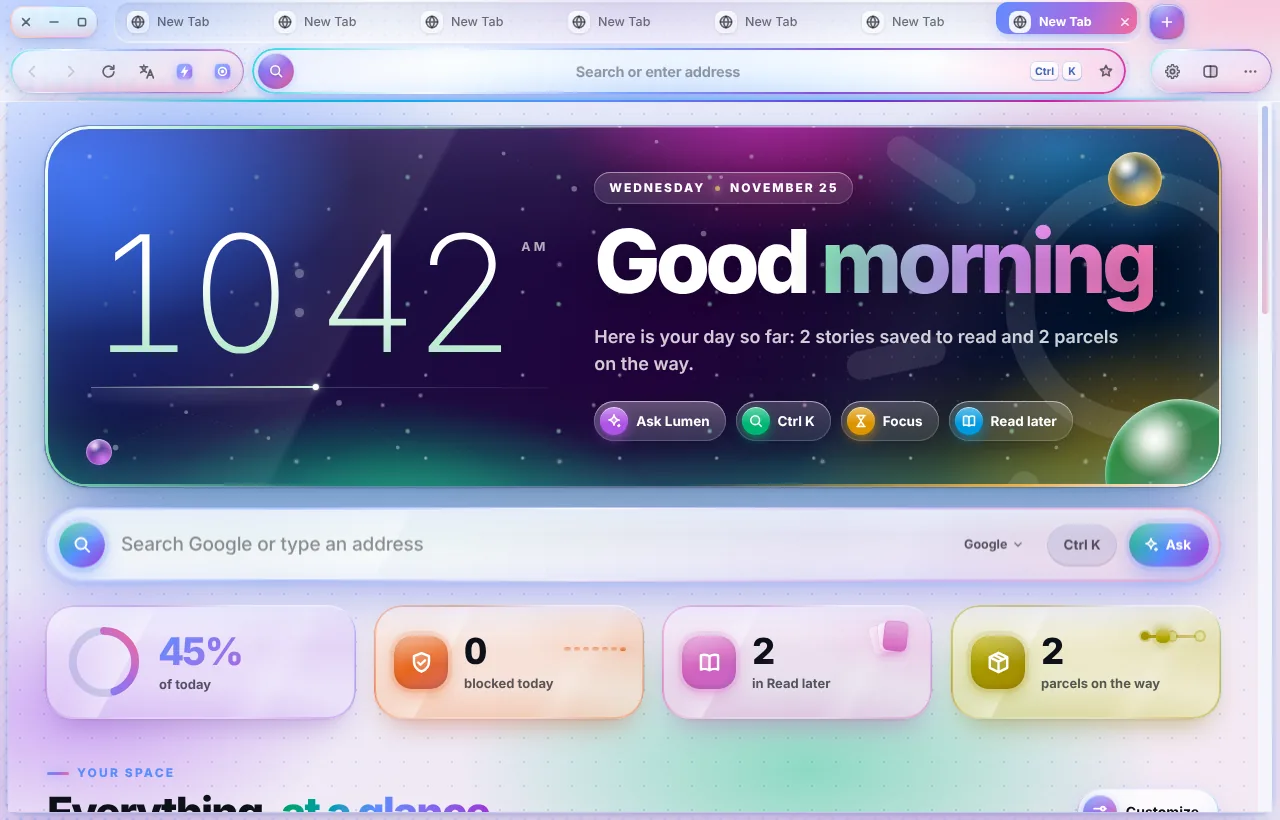 New Tab New Tab New Tab New Tab New Tab New Tab New Tab
Search or enter address Ctrl K
WEDNESDAY • NOVEMBER 25
10:42 AM
Good morning
Here is your day so far: 2 stories saved to read and 2 parcels
on the way.
Ask Lumen Ctrl K Focus Read later
Search Google or type an address Google Ctrl K Ask
45% of today
0 blocked today
2 in Read later
2 parcels on the way
YOUR SPACE
Everything, at a glance
Customize